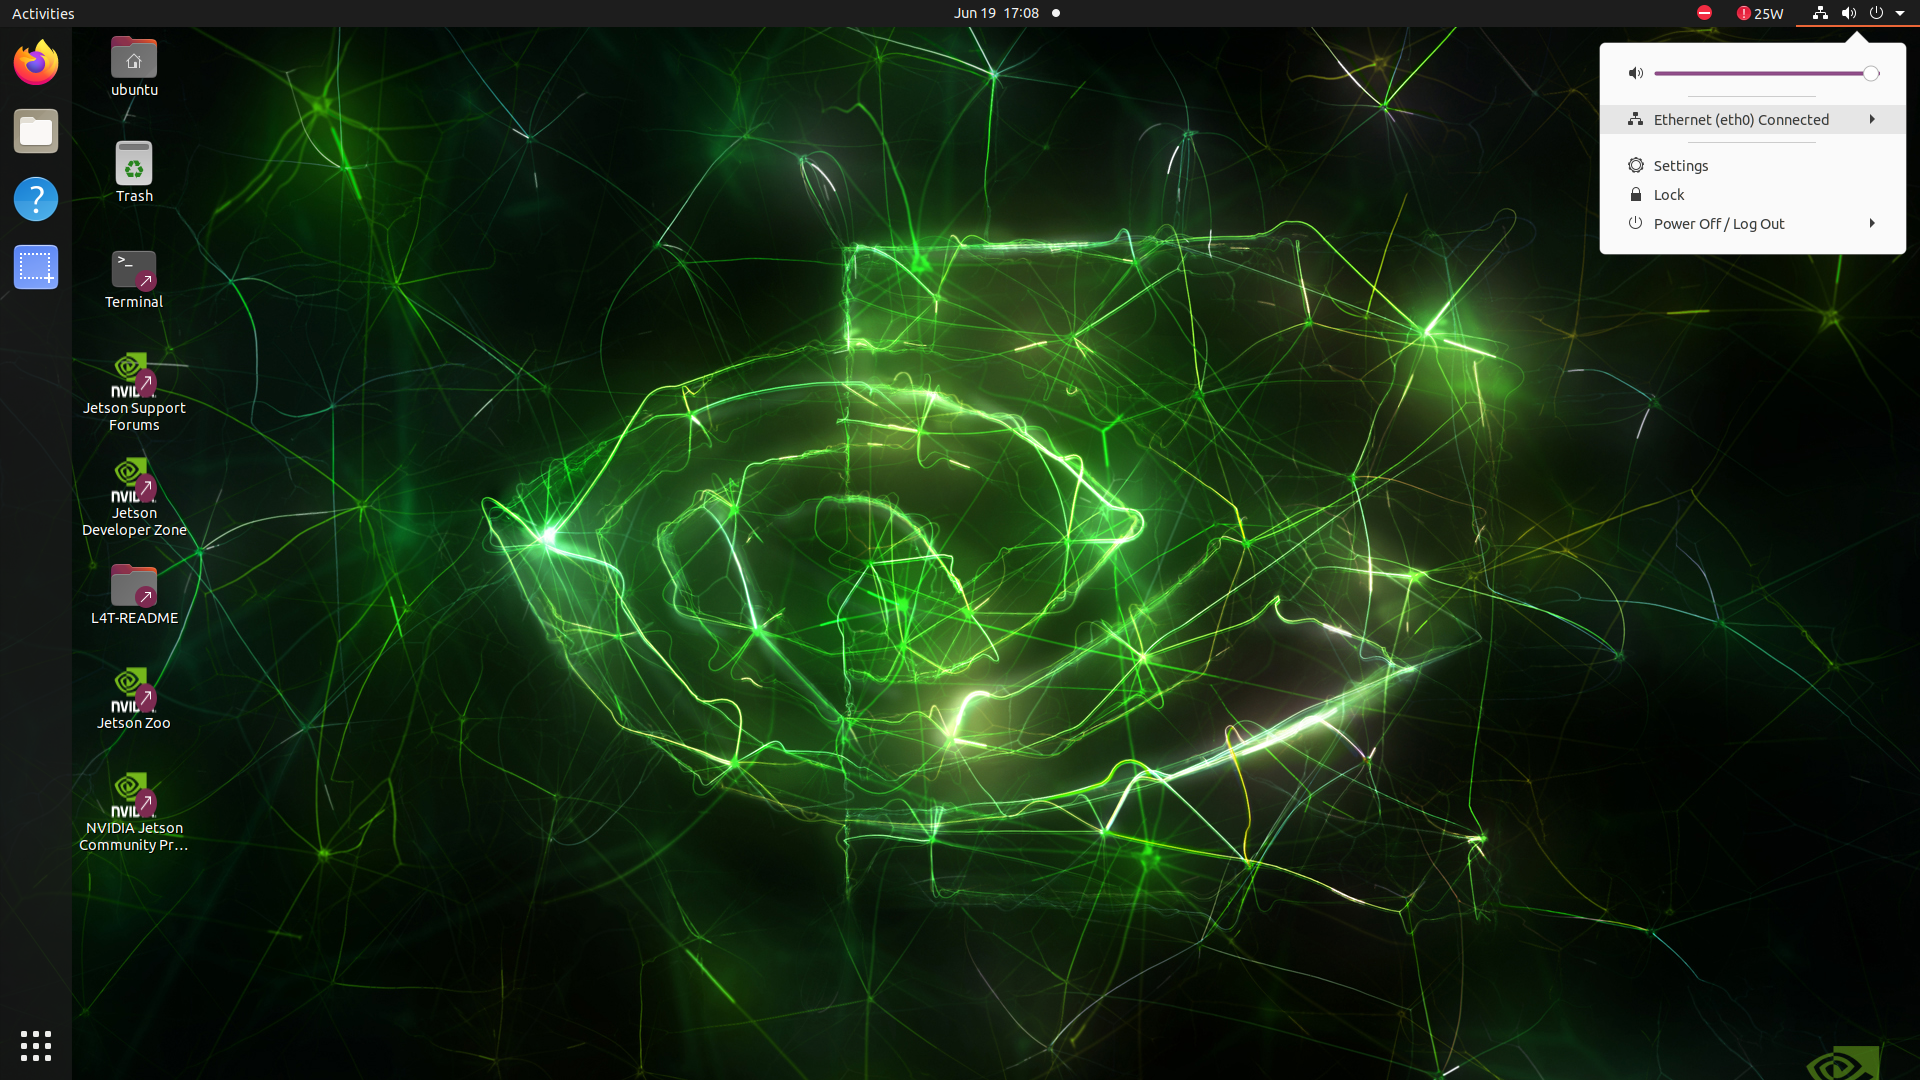 Activities
Jun 19 17:08
25W
ubuntu
Trash
>_
Terminal
Jetson Support
Forums
Jetson
Developer Zone
L4T-README
Jetson Zoo
NVIDIA Jetson
Community Pr...
Ethernet (eth0) Connected
Settings
Lock
Power Off / Log Out